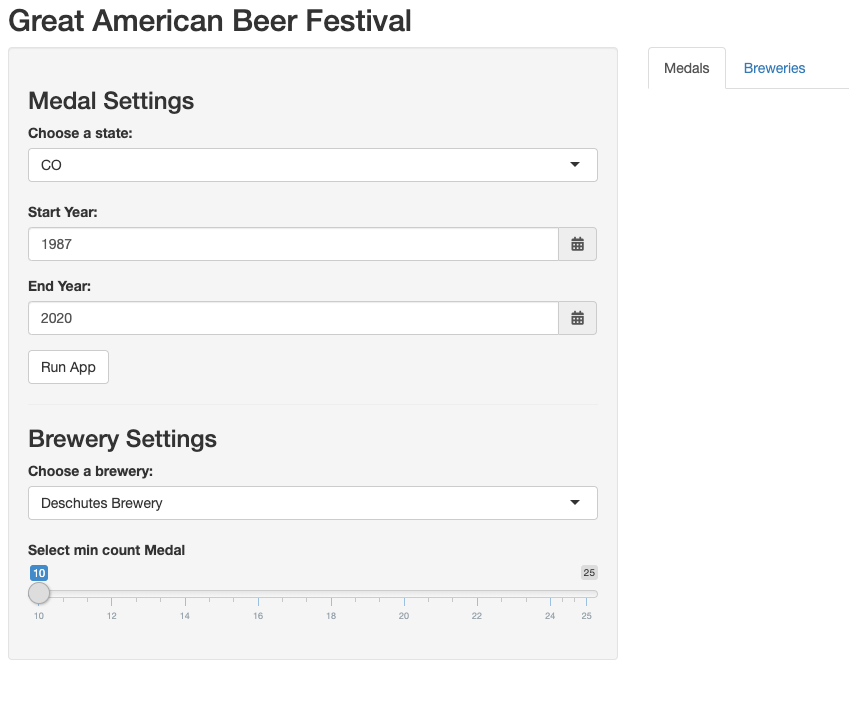 Great American Beer Festival
Medals Breweries
Medal Settings
Choose a state:
CO
Start Year:
1987
End Year:
2020
Run App
Brewery Settings
Choose a brewery:
Deschutes Brewery
Select min count Medal
10 25
10 12 14 16 18 20 22 24 25